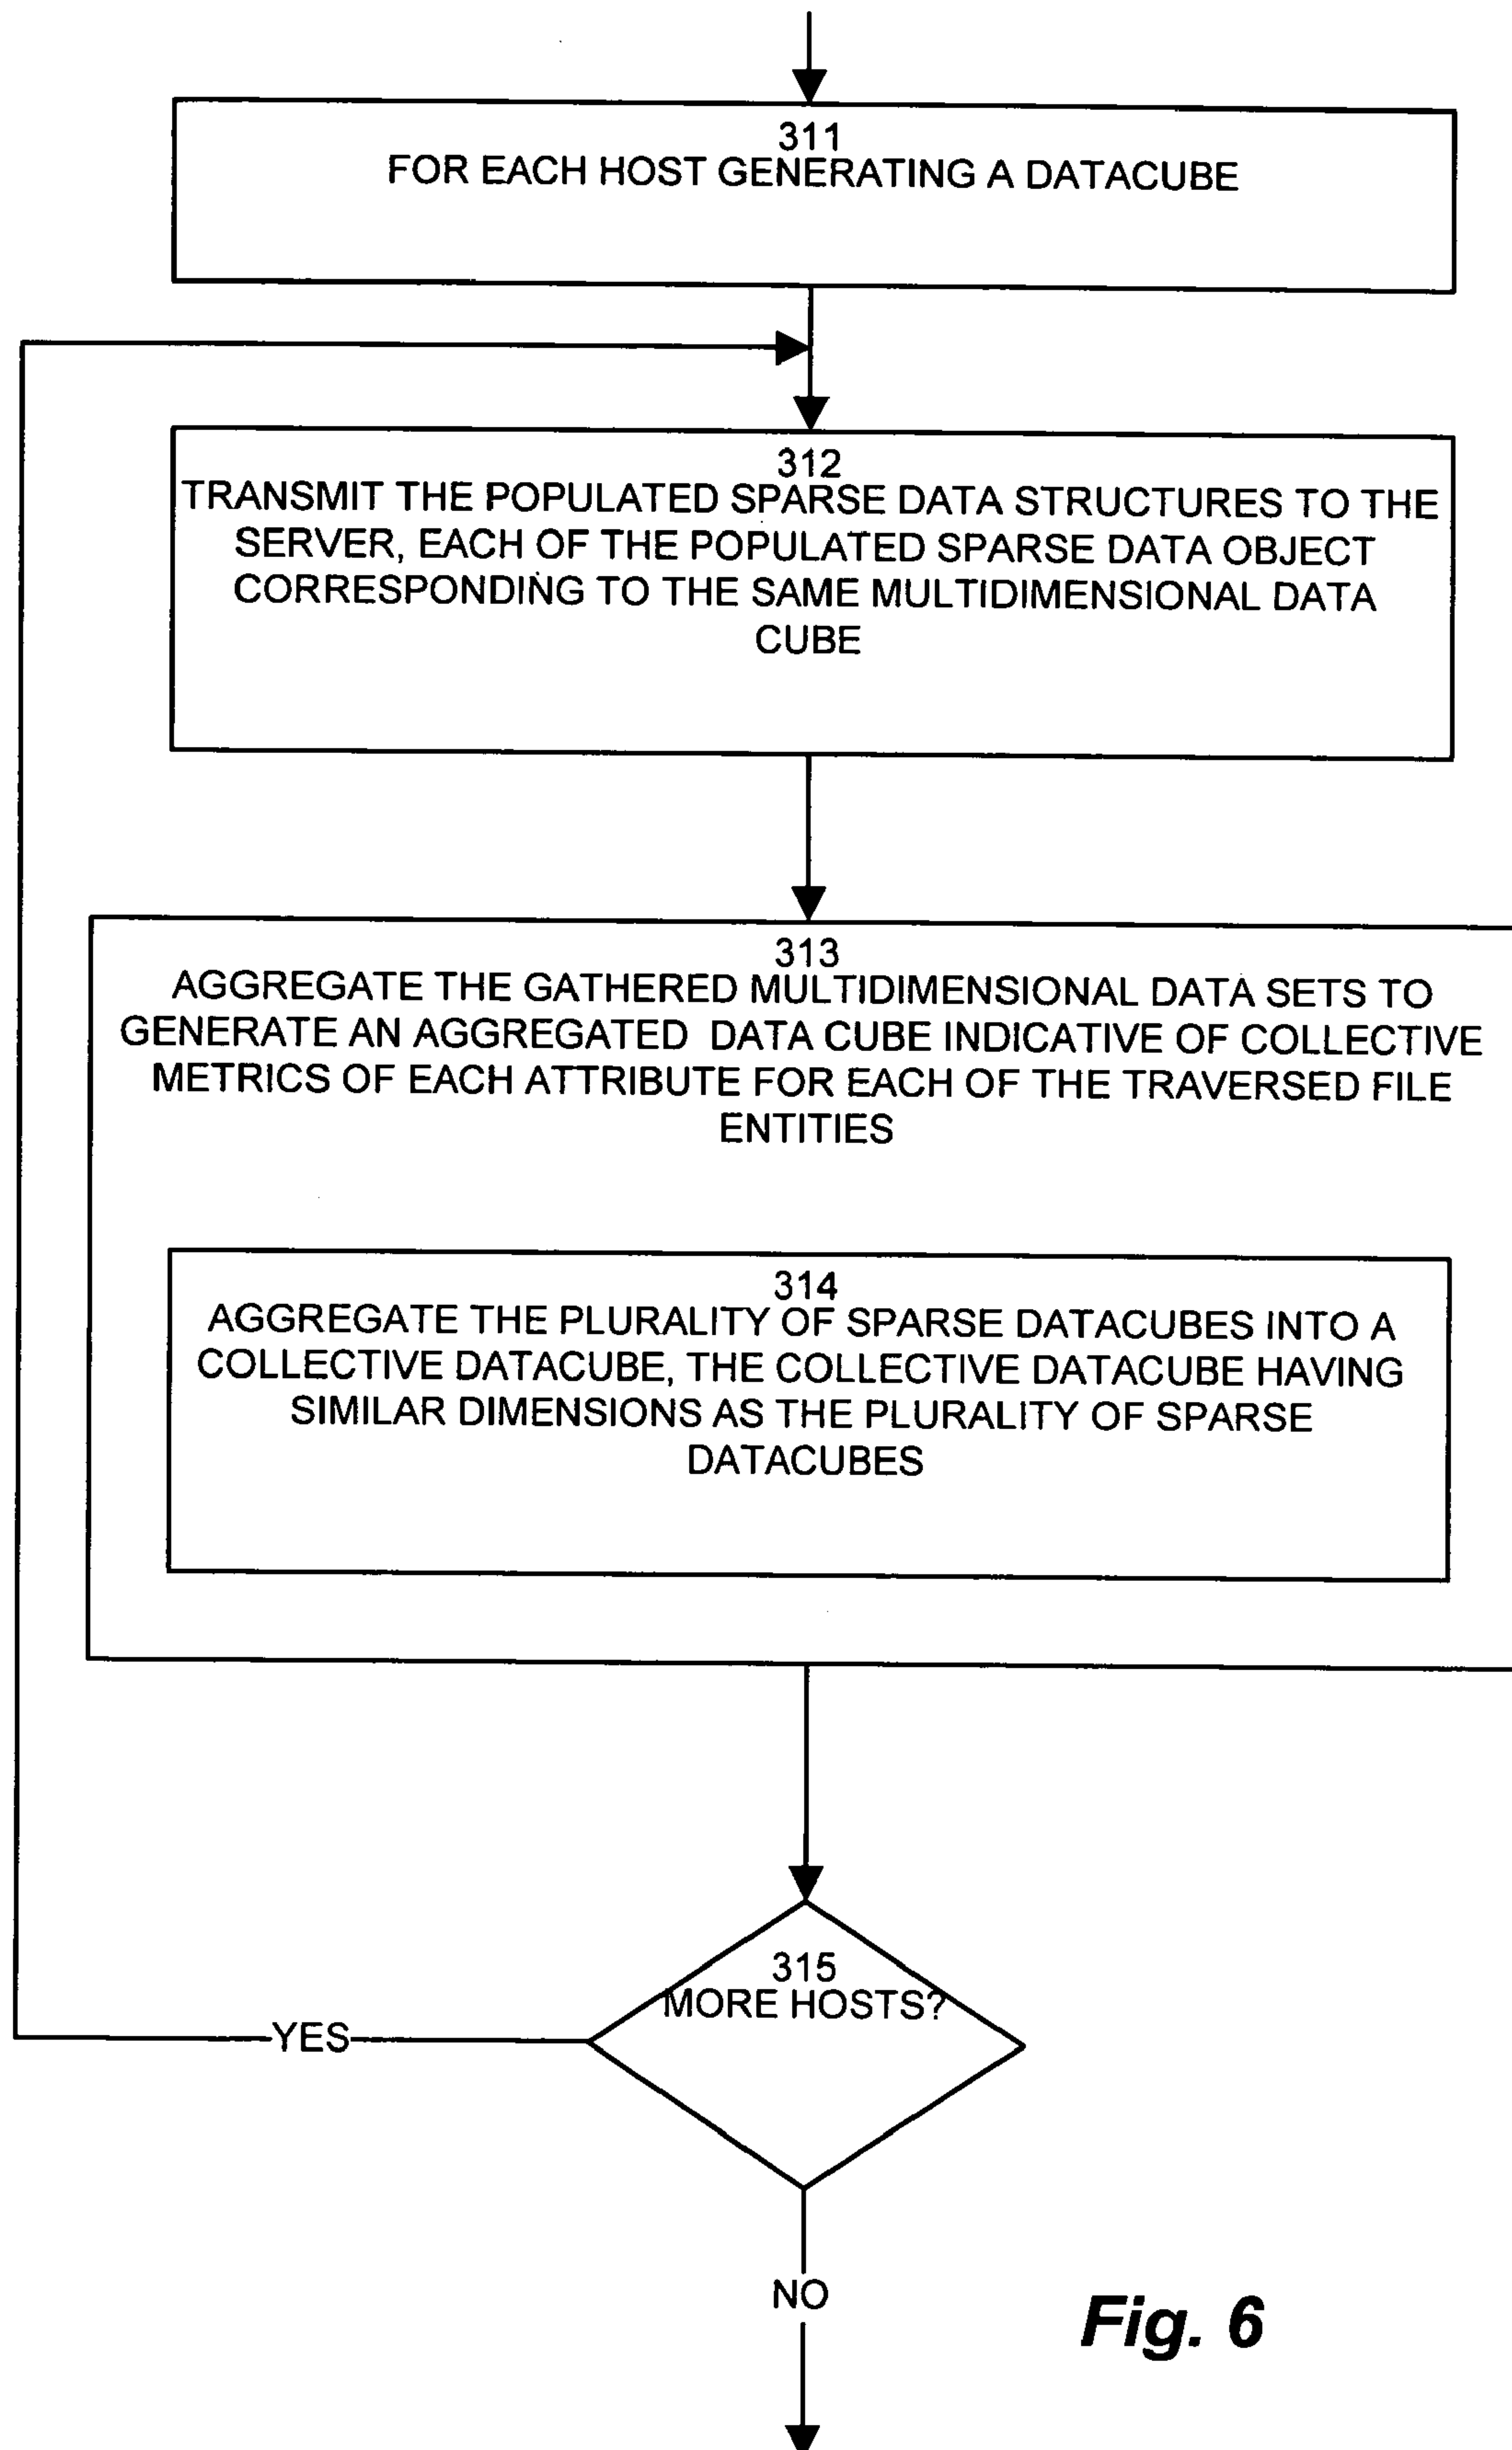 311
FOR EACH HOST GENERATING A DATACUBE
312
TRANSMIT THE POPULATED SPARSE DATA STRUCTURES TO THE
SERVER, EACH OF THE POPULATED SPARSE DATA OBJECT
CORRESPONDING TO THE SAME MULTIDIMENSIONAL DATA
CUBE
313
AGGREGATE THE GATHERED MULTIDIMENSIONAL DATA SETS TO
GENERATE AN AGGREGATED DATA CUBE INDICATIVE OF COLLECTIVE
METRICS OF EACH ATTRIBUTE FOR EACH OF THE TRAVERSED FILE
ENTITIES
314
AGGREGATE THE PLURALITY OF SPARSE DATACUBES INTO A
COLLECTIVE DATACUBE, THE COLLECTIVE DATACUBE HAVING
SIMILAR DIMENSIONS AS THE PLURALITY OF SPARSE
DATACUBES
315
MORE HOSTS?
YES
NO
Fig. 6